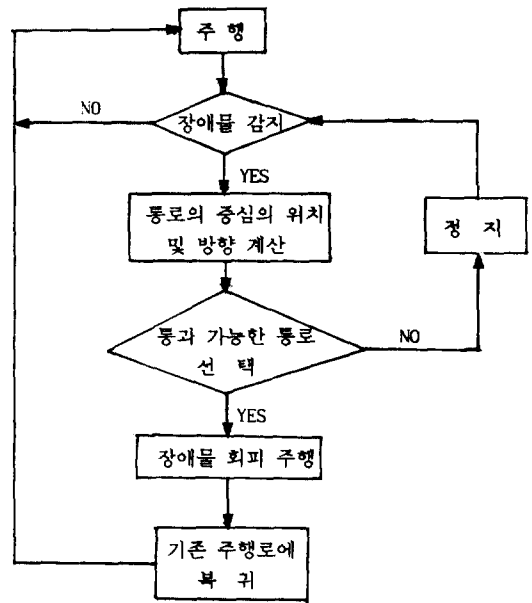 주 행
NO
장애물 감지
YES
통로의 중심의 위치
및 방향 계산
정 지
통과 가능한 통로
선 택
NO
YES
장애물 회피 주행
기존 주행로에
복 귀